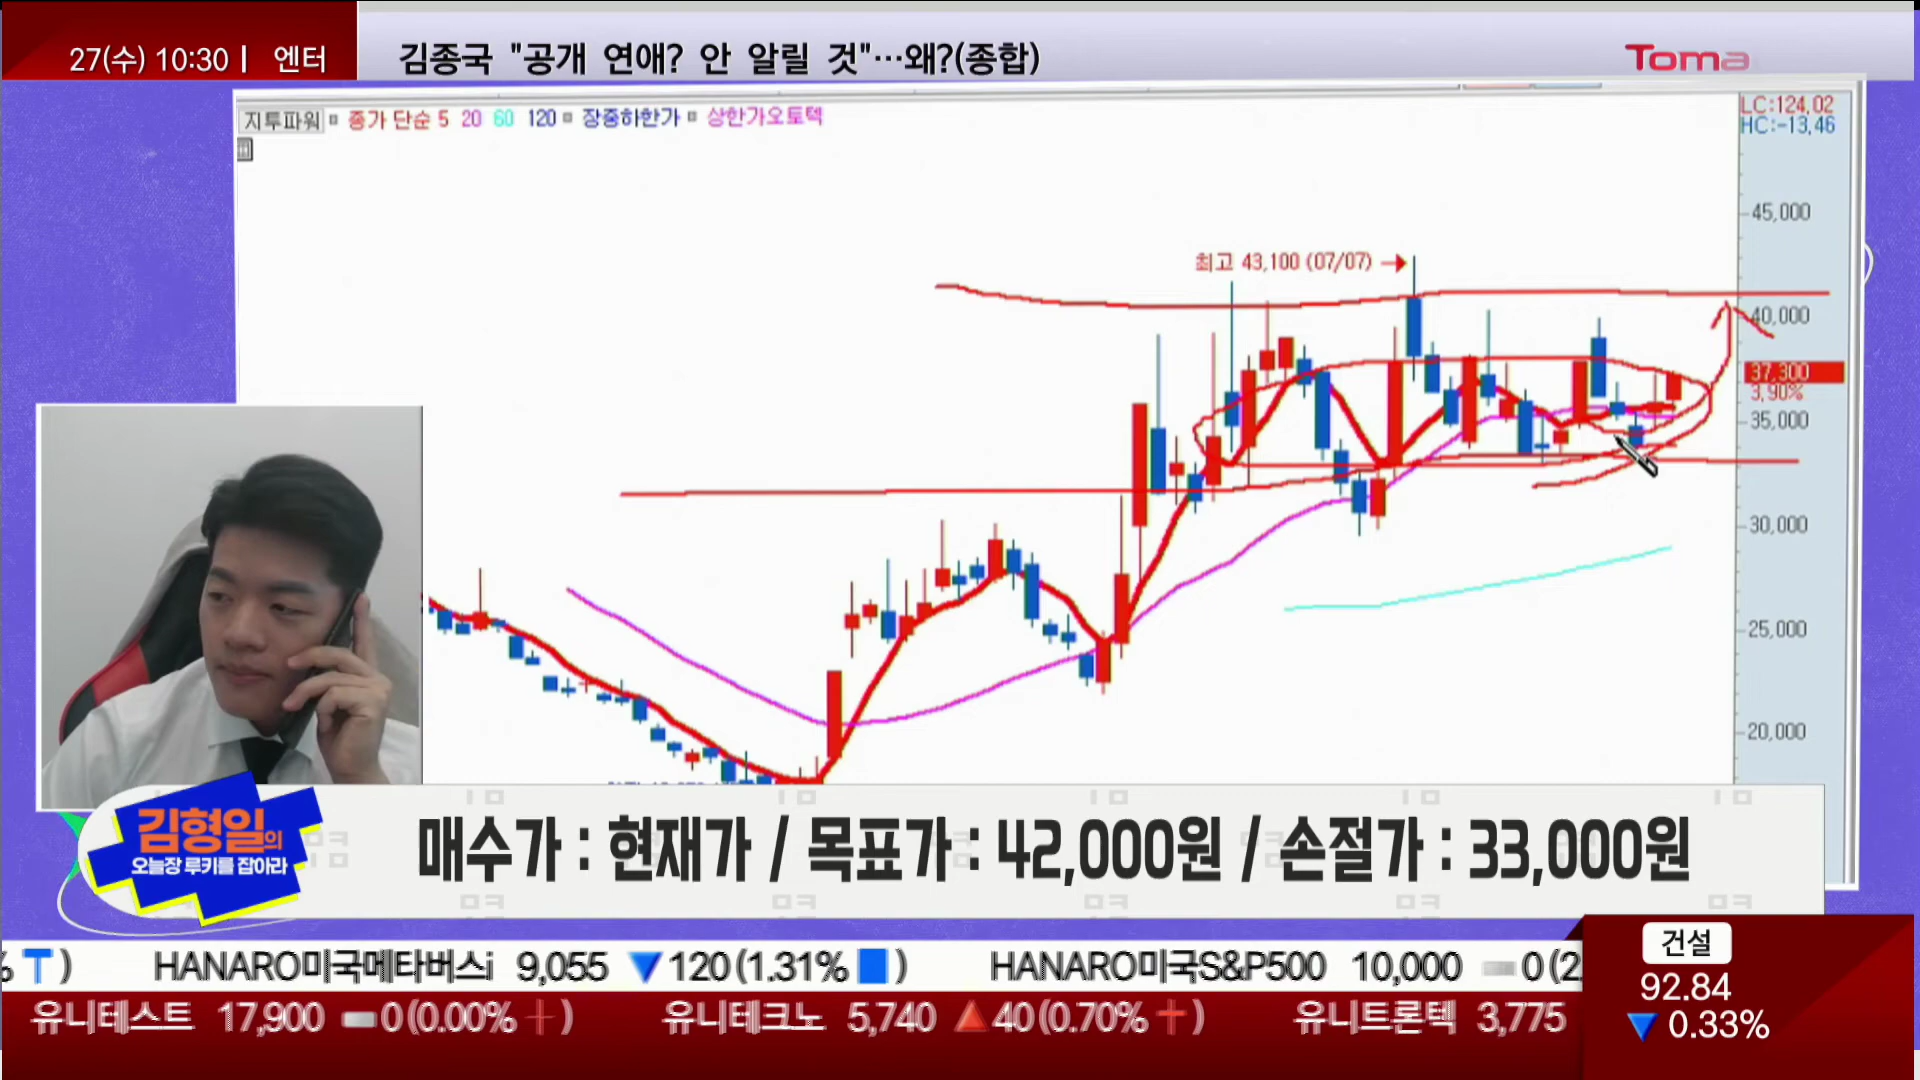 27(수) 10:30 | 엔터
김종국 "공개 연애? 안 알릴 것"…왜?(종합)
Toma
지투파워 종가 단순 5 20 60 120 장중하한가 상한가오토텍
LC:124,02
HC:-13,46
45,000
최고 43,100 (07/07)
40,000
37,300
3,90%
35,000
30,000
25,000
20,000
김형일의
오늘장 루키를 잡아라
매수가 : 현재가 / 목표가 : 42,000원 / 손절가 : 33,000원
HANARO미국메타버스i 9,055 ▼120(1.31%) HANARO미국S&P500 10,000 0(2
유니테스트 17,900 0(0.00%) 유니테크노 5,740 ▲40(0.70%) 유니트론텍 3,775
건설
92.84
▼ 0.33%